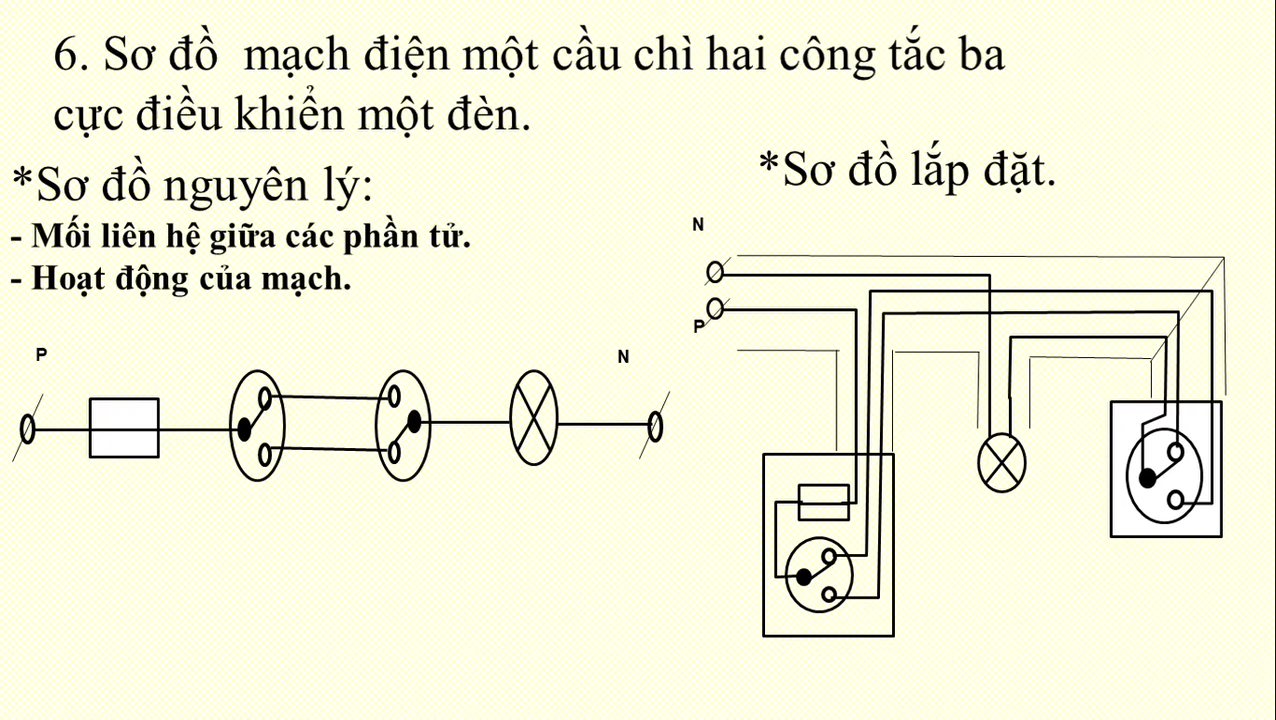 6. Sơ đồ mạch điện một cầu chì hai công tắc ba
cực điều khiển một đèn.
*Sơ đồ nguyên lý:
- Mối liên hệ giữa các phần tử.
- Hoạt động của mạch.
P
N
*Sơ đồ lắp đặt.
N
P